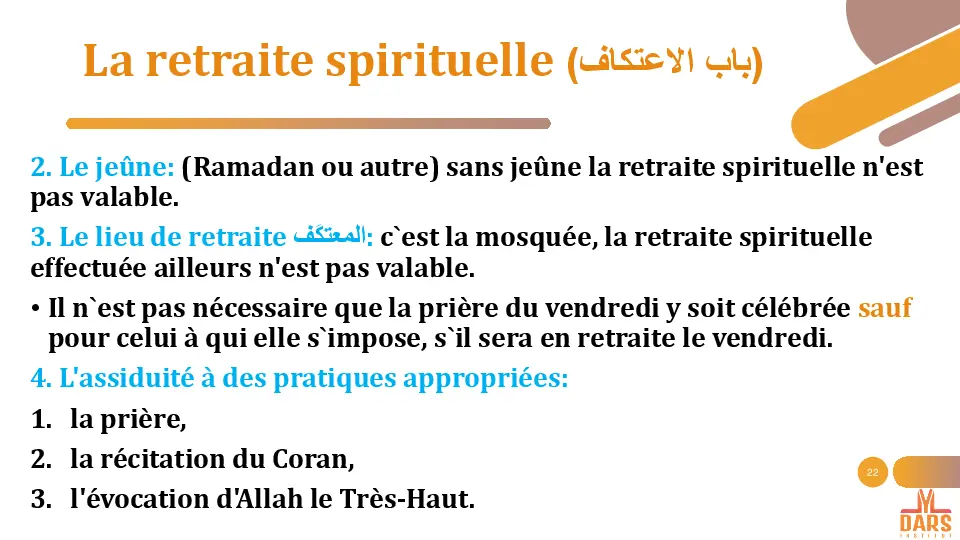 La retraite spirituelle (باب الاعتكاف)
2. Le jeûne: (Ramadan ou autre) sans jeûne la retraite spirituelle n'est
pas valable.
3. Le lieu de retraite المعتكف: c`est la mosquée, la retraite spirituelle
effectuée ailleurs n'est pas valable.
• Il n`est pas nécessaire que la prière du vendredi y soit célébrée sauf
pour celui à qui elle s`impose, s`il sera en retraite le vendredi.
4. L'assiduité à des pratiques appropriées:
1. la prière,
2. la récitation du Coran,
3. l'évocation d'Allah le Très-Haut.
22
DARS
INSTITUT